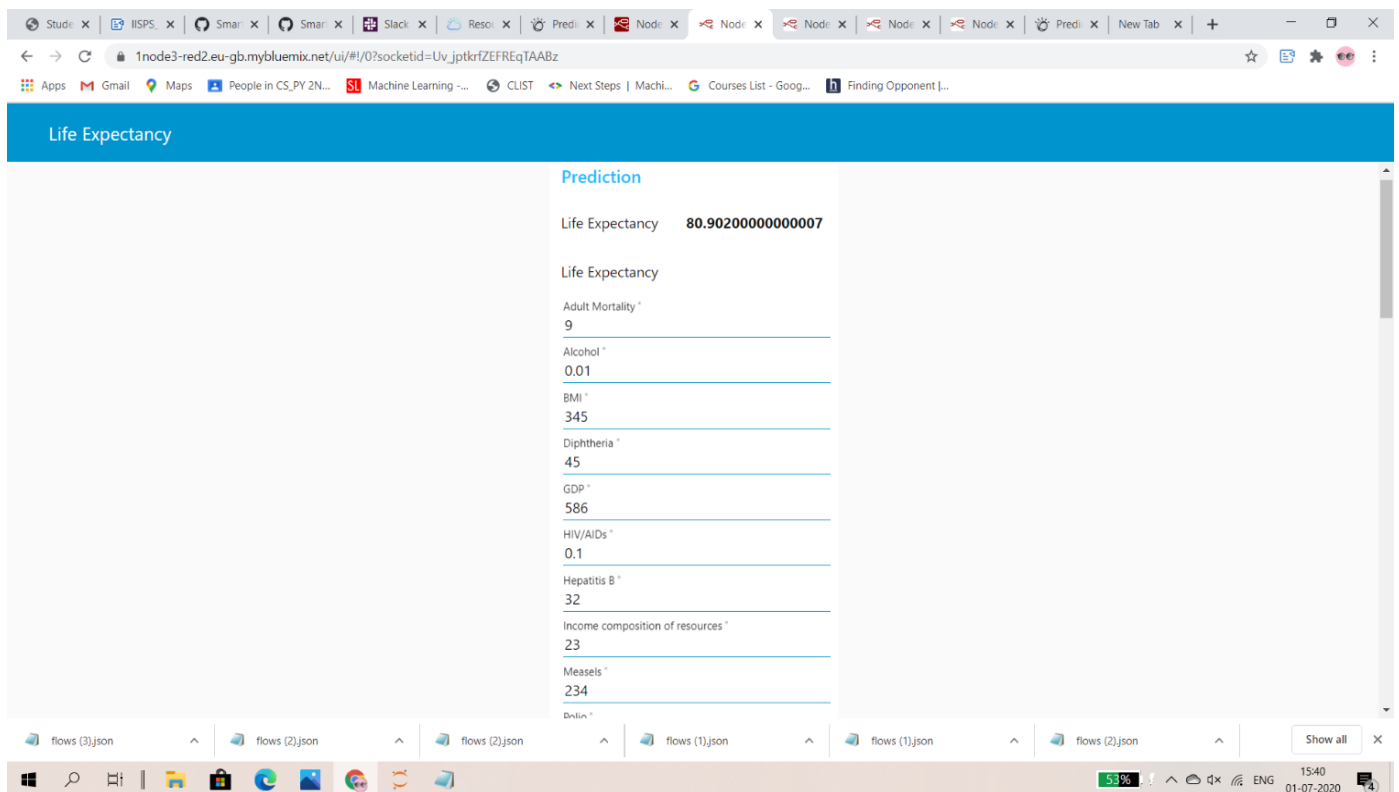 Stude IISPS_ Smar Smar Slack Reso Predi Node Node Node Node Node Predi New Tab
1node3-red2.eu-gb.mybluemix.net/ui/#!/0?socketid=Uv_jptkrfZEFREqTAABz
Apps Gmail Maps People in CS_PY 2N... SL Machine Learning -... CLIST Next Steps | Machi... Courses List - Goog... h Finding Opponent |...
Life Expectancy
Prediction
Life Expectancy 80.90200000000007
Life Expectancy
Adult Mortality *
9
Alcohol *
0.01
BMI *
345
Diphtheria *
45
GDP *
586
HIV/AIDs *
0.1
Hepatitis B *
32
Income composition of resources *
23
Measels *
234
Polio *
flows (3).json flows (2).json flows (2).json flows (1).json flows (1).json flows (2).json Show all
53% ENG 15:40
01-07-2020 4